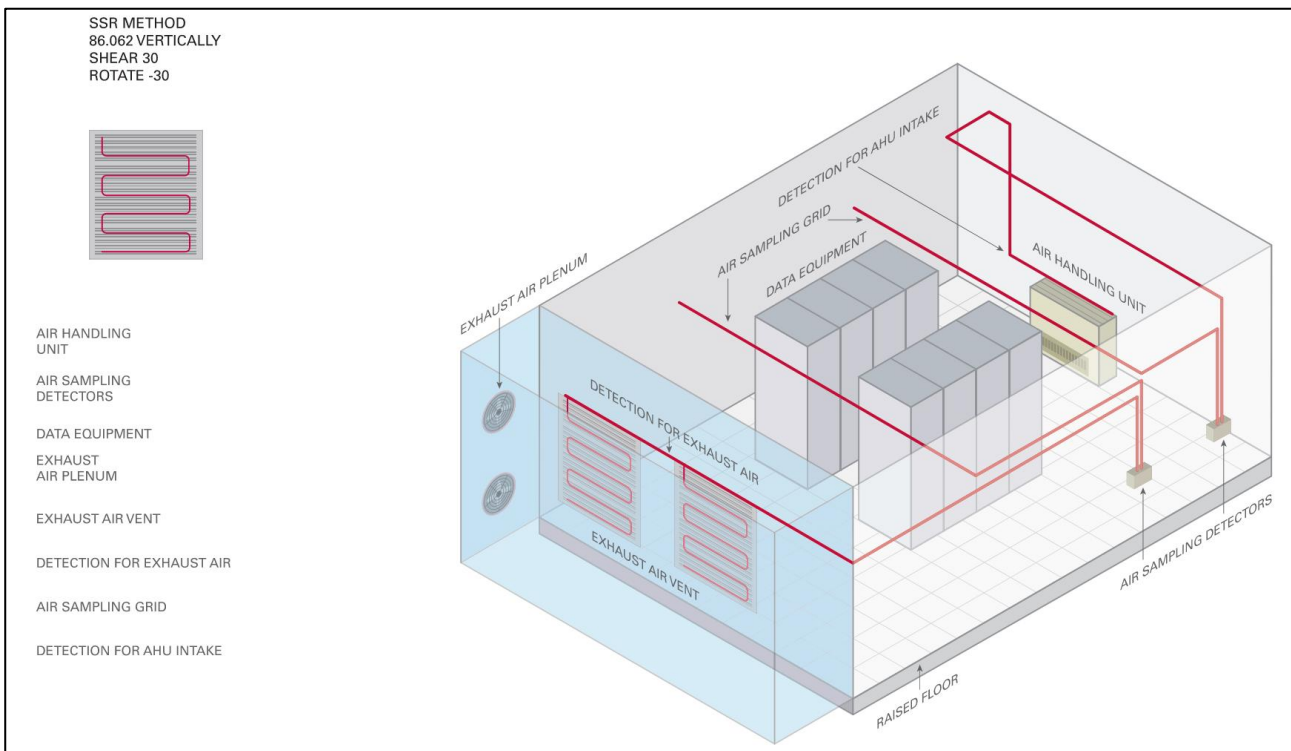 SSR METHOD
86.062 VERTICALLY
SHEAR 30
ROTATE -30
AIR HANDLING
UNIT
AIR SAMPLING
DETECTORS
DATA EQUIPMENT
EXHAUST
AIR PLENUM
EXHAUST AIR VENT
DETECTION FOR EXHAUST AIR
AIR SAMPLING GRID
DETECTION FOR AHU INTAKE
DETECTION FOR AHU INTAKE
AIR SAMPLING GRID
DATA EQUIPMENT
AIR HANDLING UNIT
EXHAUST AIR PLENUM
DETECTION FOR EXHAUST AIR
EXHAUST AIR VENT
AIR SAMPLING DETECTORS
RAISED FLOOR